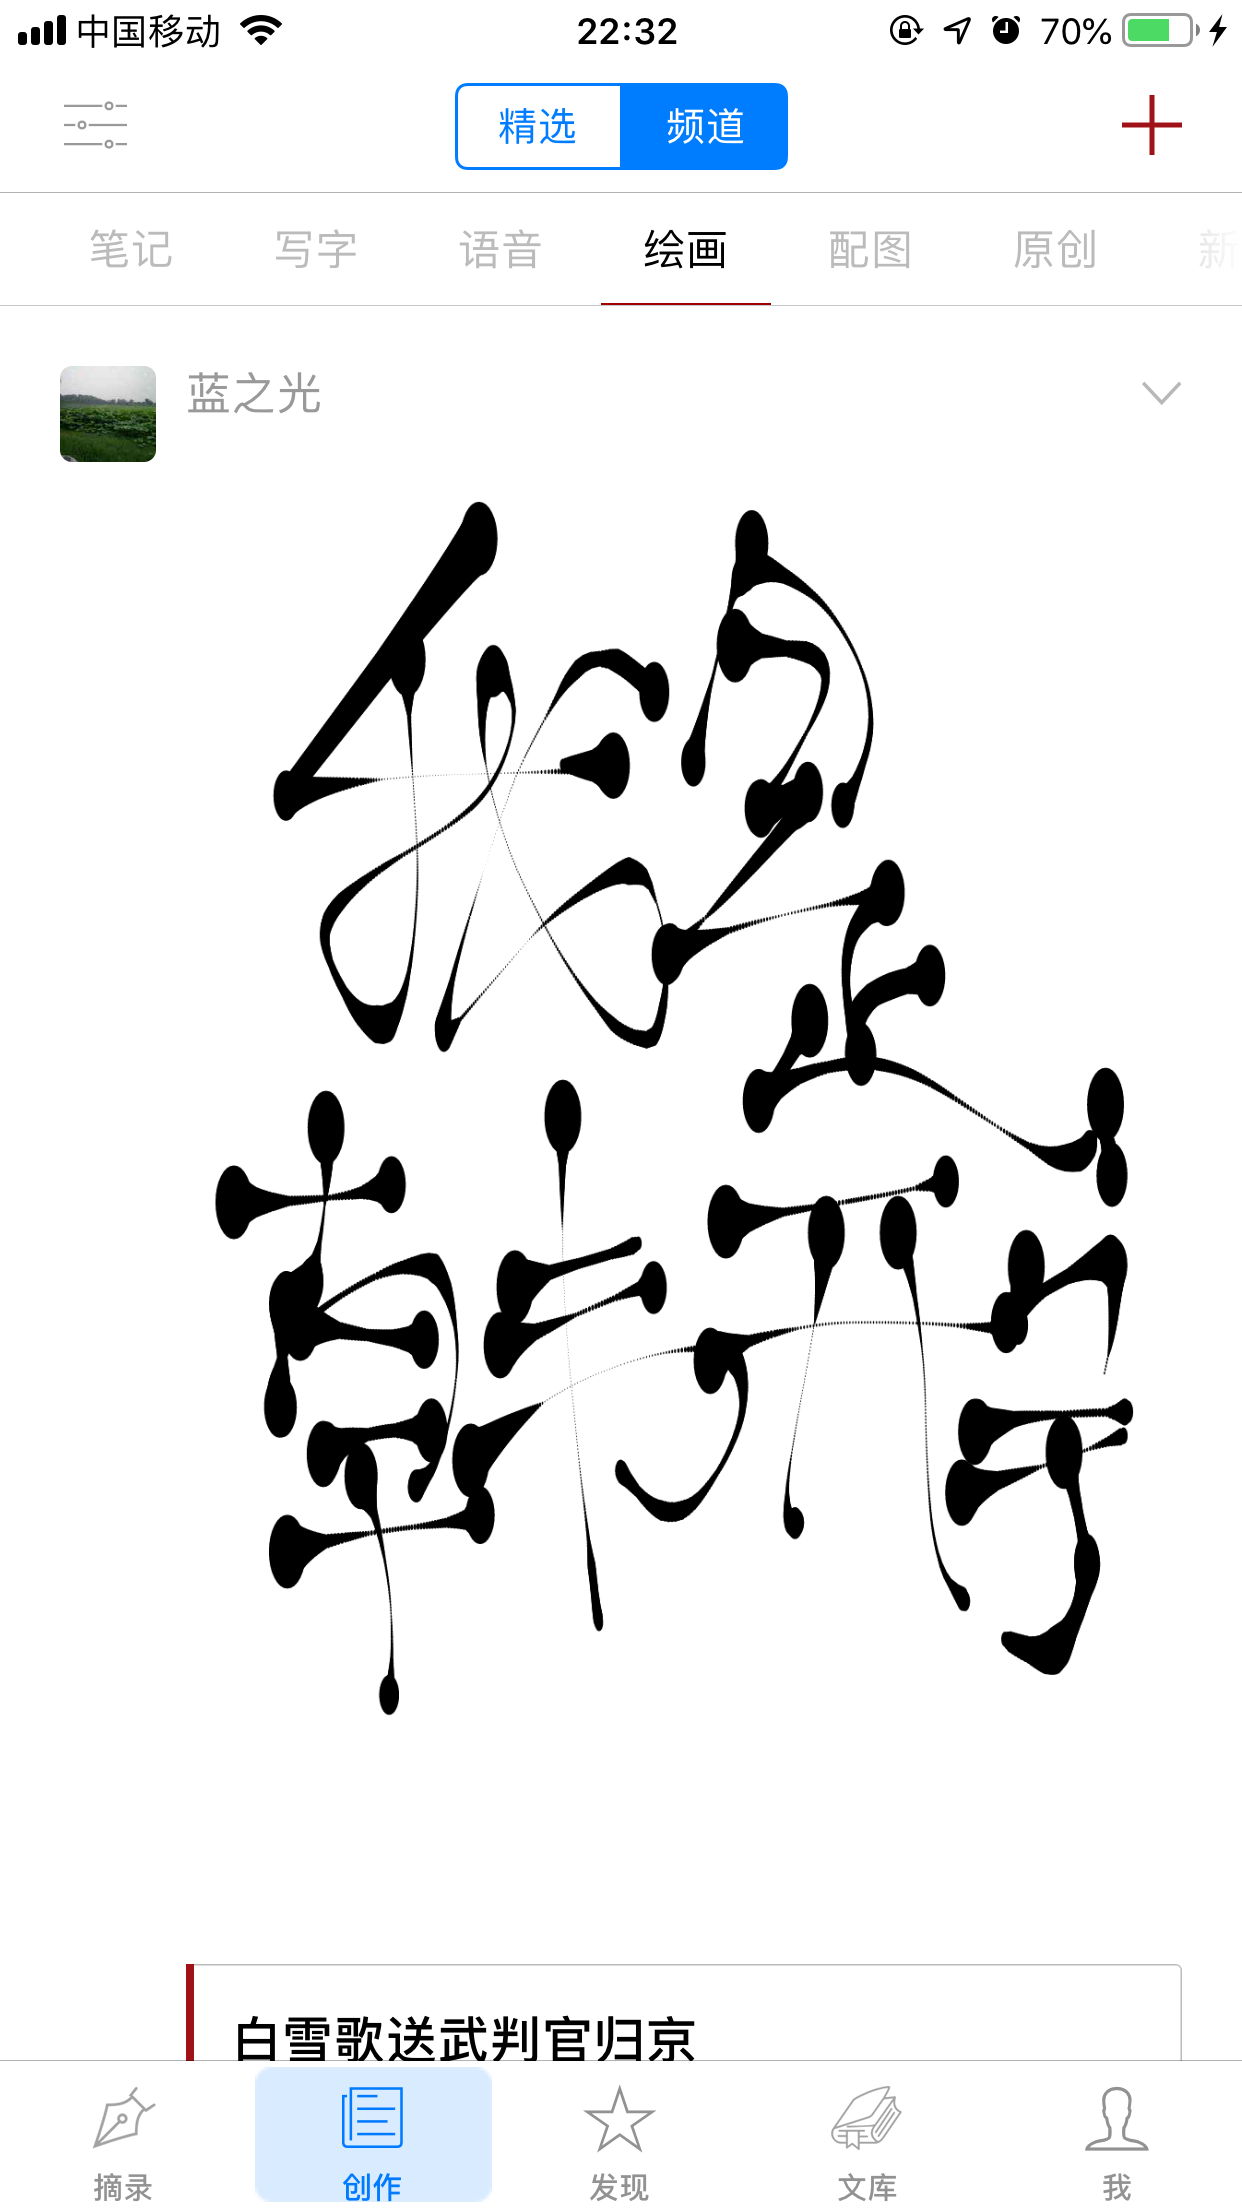 中国移动 22:32 70%
精选 频道
笔记 写字 语音 绘画 配图 原创 新
蓝之光
白雪歌送武判官归京
摘录 创作 发现 文库 我